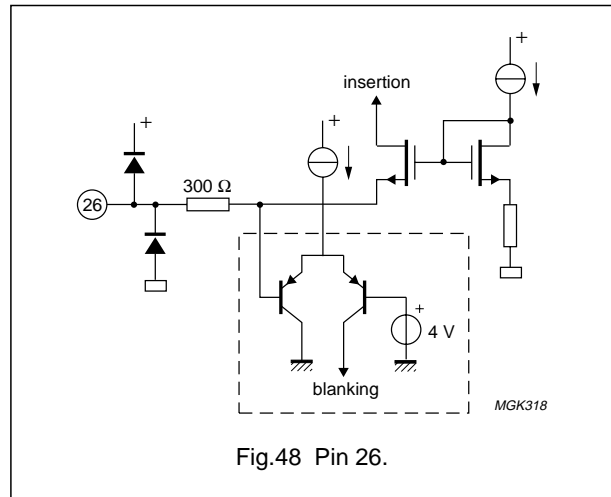 +
insertion
+
+
300 Ω
26
+
4 V
blanking
MGK318
Fig.48 Pin 26.